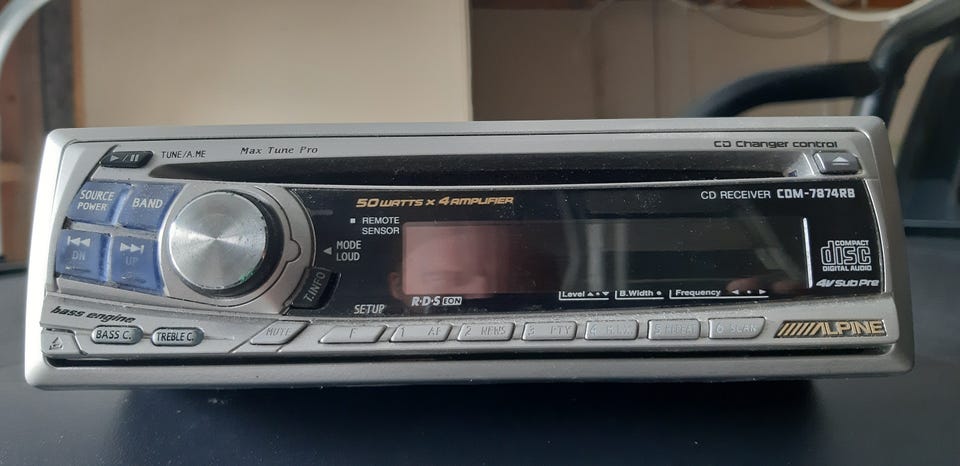 TUNE/A.ME
Max Tune Pro
CD Changer control
SOURCE
POWER
BAND
50 WATTS x 4 AMPLIFIER
CD RECEIVER CDM-7874RB
REMOTE
SENSOR
MODE
LOUD
DN
UP
T.INFO
COMPACT
disc
DIGITAL AUDIO
4V Sub Pre
R·D·S EON
Level
B.Width
Frequency
SETUP
bass engine
BASS C.
TREBLE C.
MUTE
F
1 AF
2 NEWS
3 PTY
4 M.I.X.
5 REPEAT
6 SCAN
ALPINE